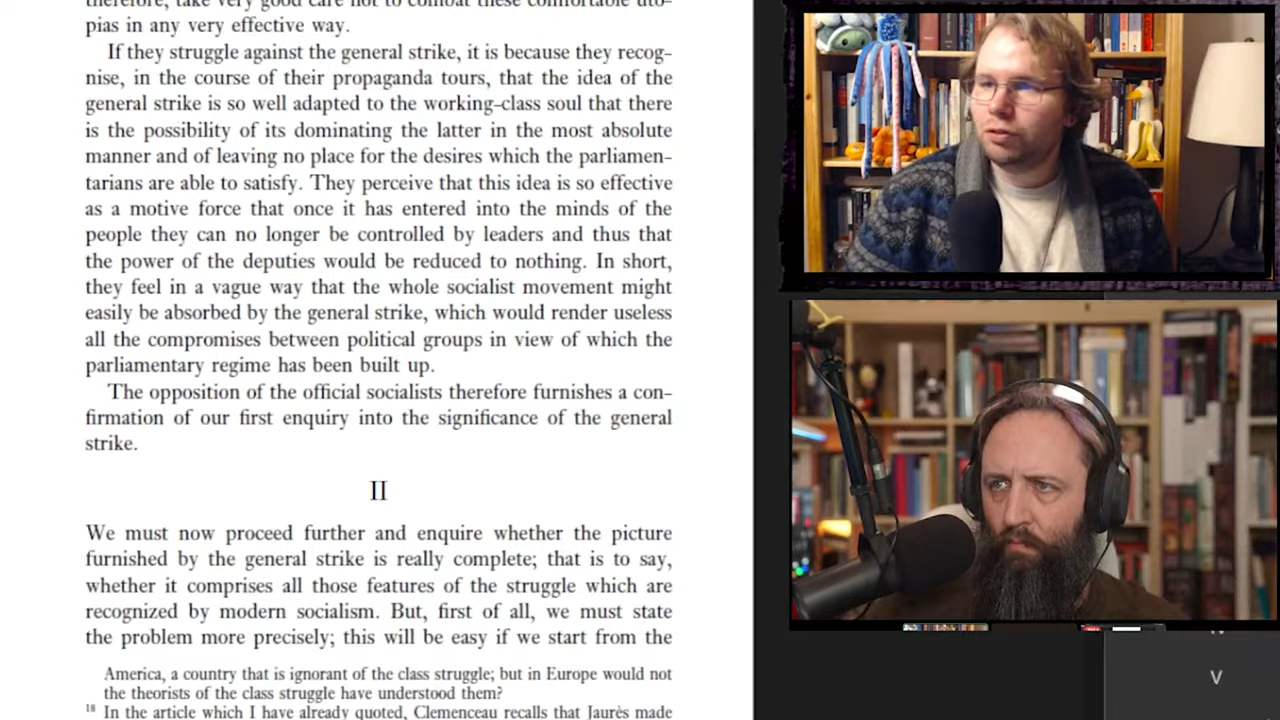 therefore, take very good care not to combat these comfortable uto-
pias in any very effective way.
If they struggle against the general strike, it is because they recog-
nise, in the course of their propaganda tours, that the idea of the
general strike is so well adapted to the working-class soul that there
is the possibility of its dominating the latter in the most absolute
manner and of leaving no place for the desires which the parliamen-
tarians are able to satisfy. They perceive that this idea is so effective
as a motive force that once it has entered into the minds of the
people they can no longer be controlled by leaders and thus that
the power of the deputies would be reduced to nothing. In short,
they feel in a vague way that the whole socialist movement might
easily be absorbed by the general strike, which would render useless
all the compromises between political groups in view of which the
parliamentary regime has been built up.
The opposition of the official socialists therefore furnishes a con-
firmation of our first enquiry into the significance of the general
strike.
II
We must now proceed further and enquire whether the picture
furnished by the general strike is really complete; that is to say,
whether it comprises all those features of the struggle which are
recognized by modern socialism. But, first of all, we must state
the problem more precisely; this will be easy if we start from the
America, a country that is ignorant of the class struggle; but in Europe would not
the theorists of the class struggle have understood them?
18 In the article which I have already quoted, Clemenceau recalls that Jaurès made
V